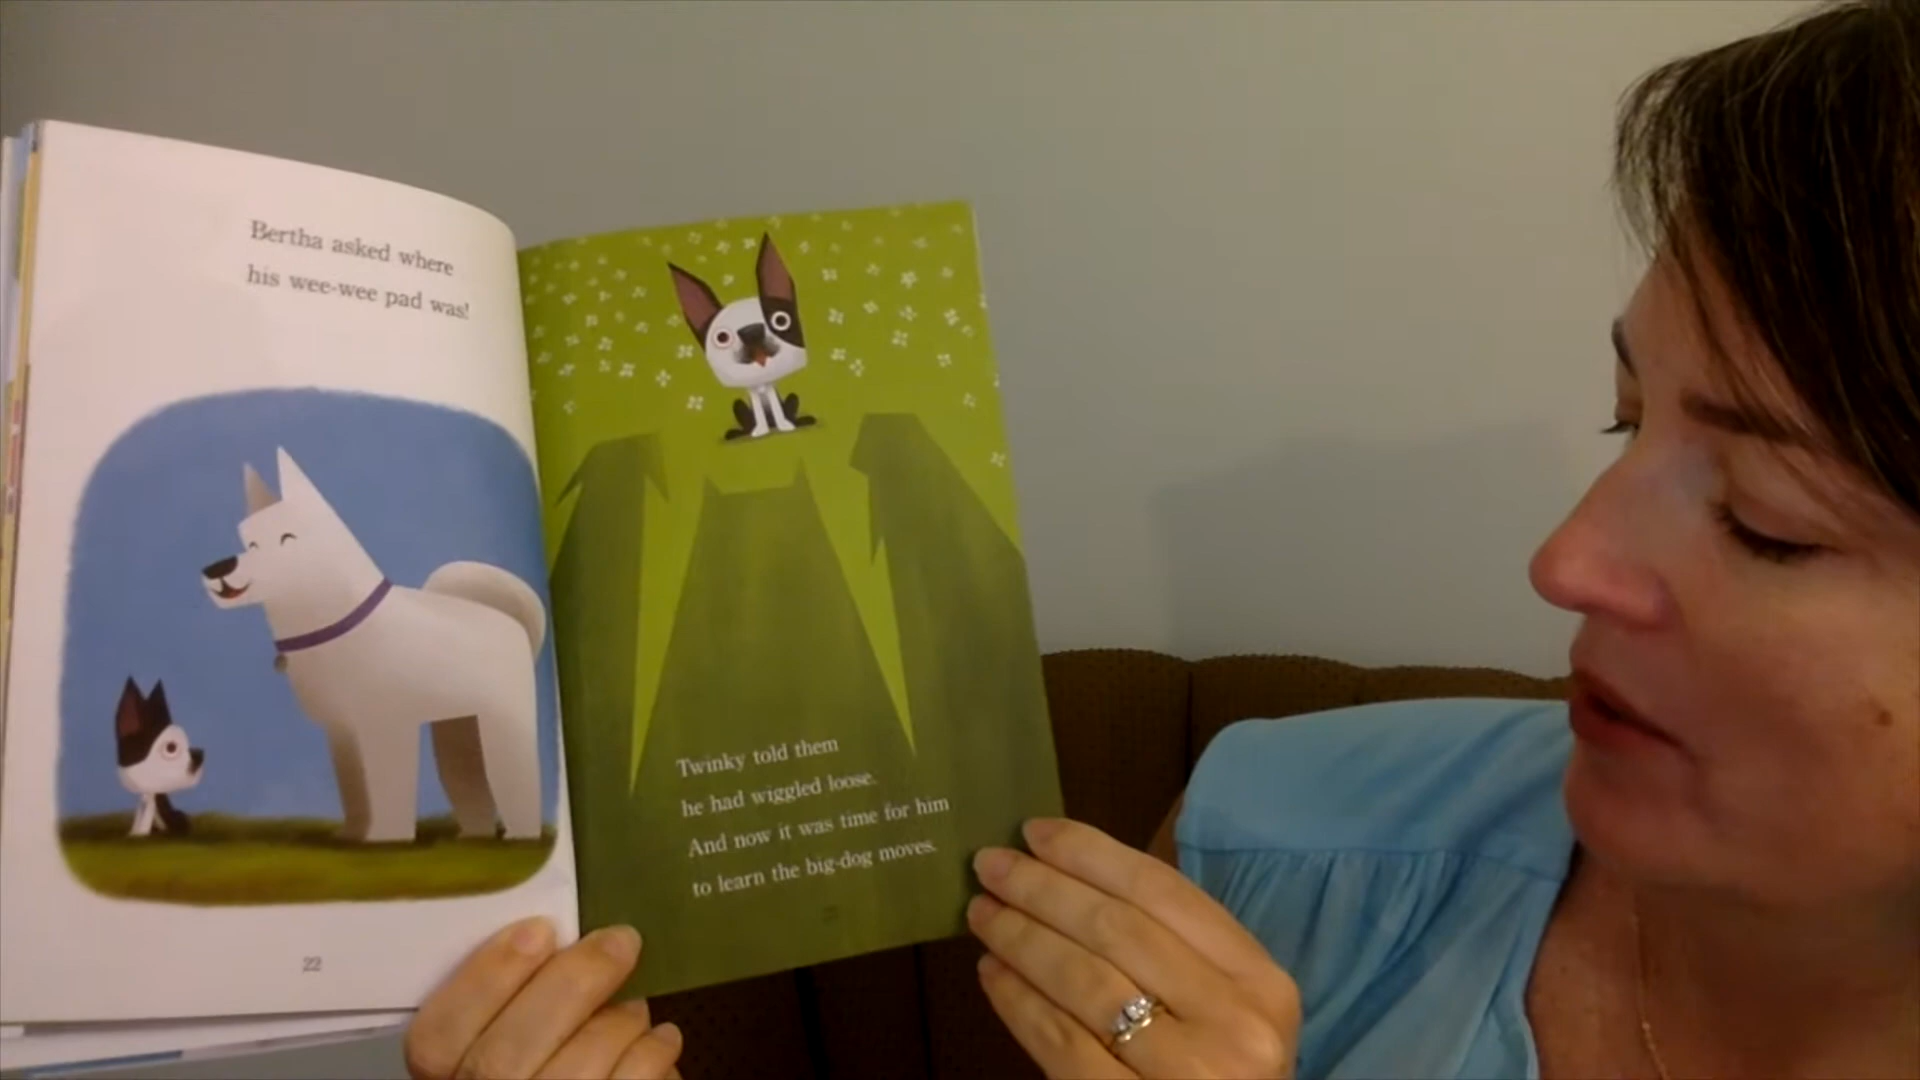 Bertha asked where
his wee-wee pad was!
22
Twinky told them
he had wiggled loose.
And now it was time for him
to learn the big-dog moves.